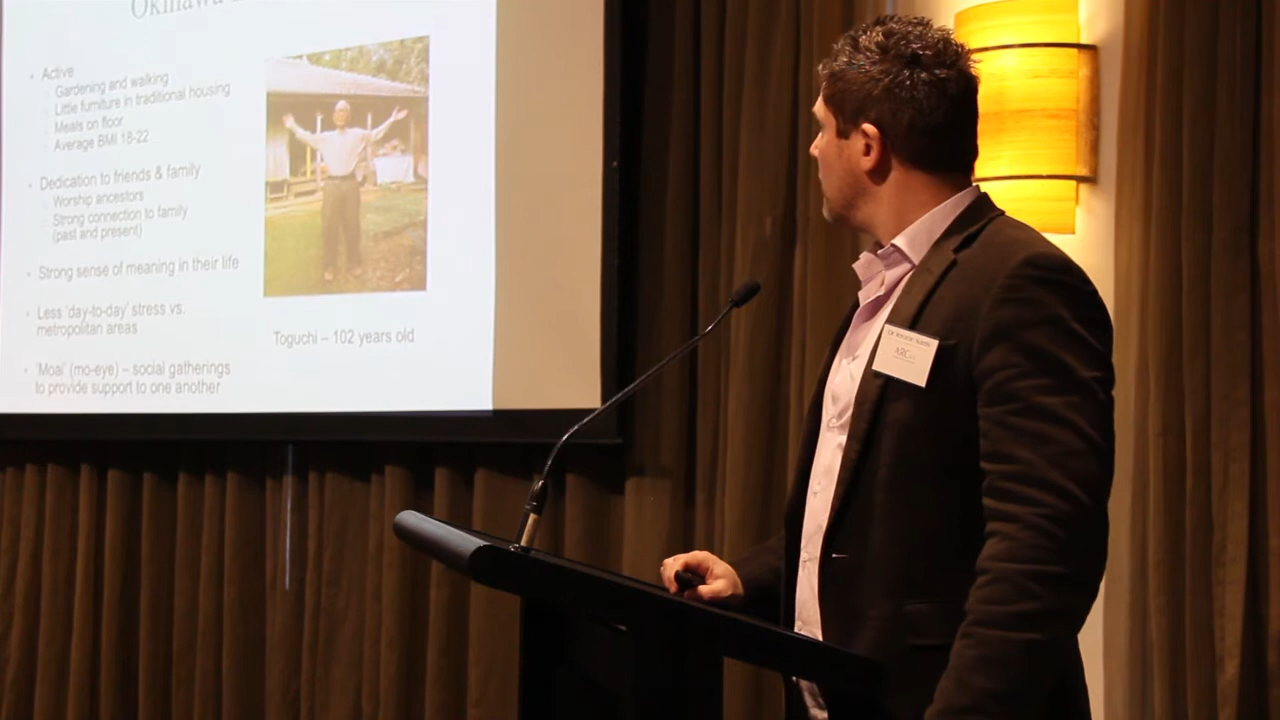 Okinawa
• Active
Gardening and walking
Little furniture in traditional housing
Meals on floor
Average BMI 18-22
• Dedication to friends & family
Worship ancestors
Strong connection to family
(past and present)
• Strong sense of meaning in their life
• Less 'day-to-day' stress vs.
metropolitan areas
• 'Moai' (mo-eye) – social gatherings
to provide support to one another
Toguchi – 102 years old
Dr